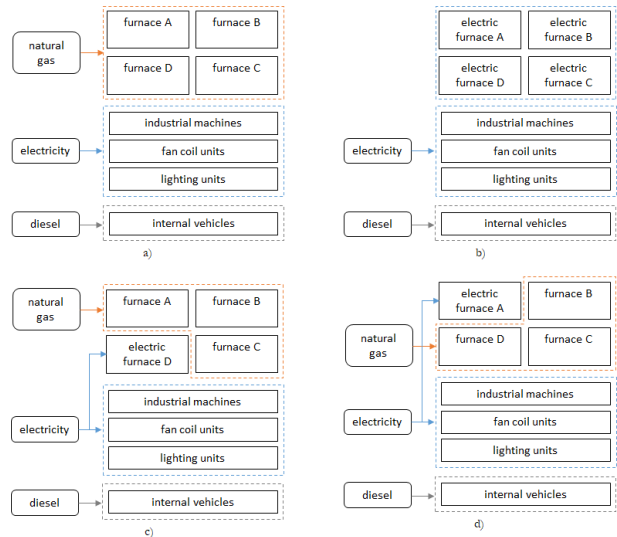 furnace A
furnace B
natural
gas
furnace D
furnace C
industrial machines
electricity
fan coil units
lighting units
diesel
internal vehicles
a)
electric
furnace A
electric
furnace B
electric
furnace D
electric
furnace C
industrial machines
electricity
fan coil units
lighting units
diesel
internal vehicles
b)
natural
gas
furnace A
furnace B
electric
furnace D
furnace C
industrial machines
electricity
fan coil units
lighting units
diesel
internal vehicles
c)
electric
furnace A
furnace B
natural
gas
furnace D
furnace C
industrial machines
electricity
fan coil units
lighting units
diesel
internal vehicles
d)